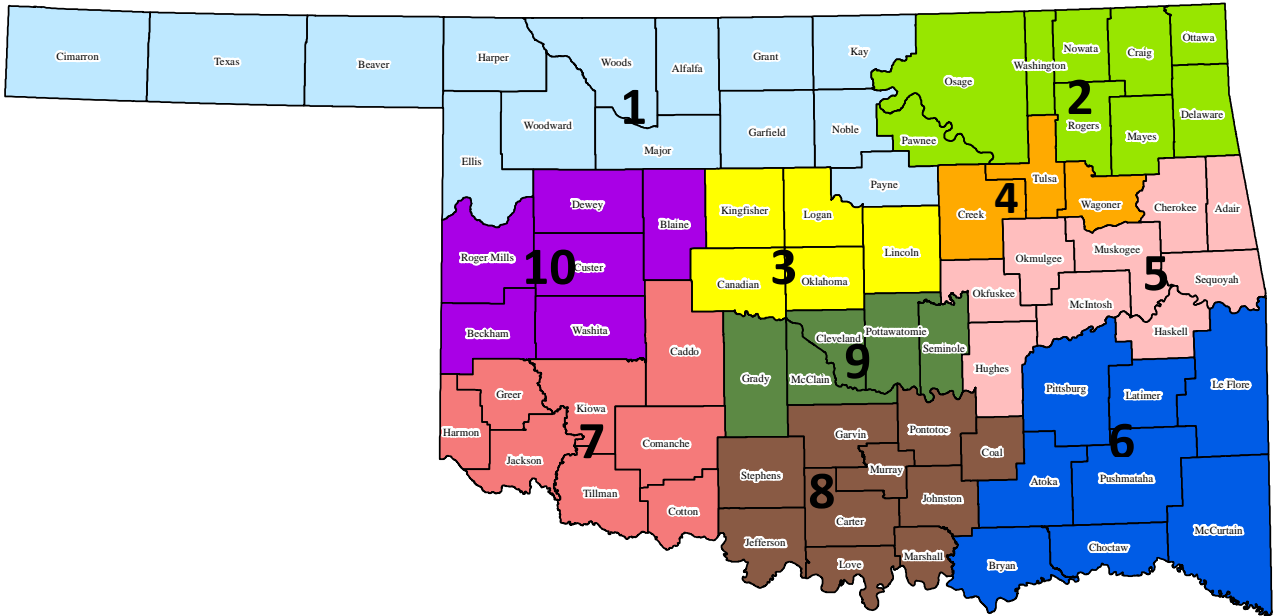 Cimarron
Texas
Beaver
Harper
Woods
Alfalfa
Grant
Kay
Osage
Washington
Nowata
Craig
Ottawa
Woodward
1
Major
Garfield
Noble
Pawnee
2
Rogers
Mayes
Delaware
Ellis
Payne
Dewey
Blaine
Kingfisher
Logan
Creek
4
Tulsa
Wagoner
Cherokee
Adair
Roger Mills
10
Custer
Canadian
3
Oklahoma
Lincoln
Okmulgee
Muskogee
5
Sequoyah
Okfuskee
McIntosh
Haskell
Beckham
Washita
Caddo
Grady
McClain
Cleveland
9
Pottawatomie
Seminole
Hughes
Pittsburg
Latimer
Le Flore
Greer
Kiowa
Harmon
7
Jackson
Comanche
Tillman
Cotton
Stephens
Garvin
Pontotoc
Coal
Murray
8
Carter
Johnston
Atoka
6
Pushmataha
Jefferson
Love
Marshall
Bryan
Choctaw
McCurtain